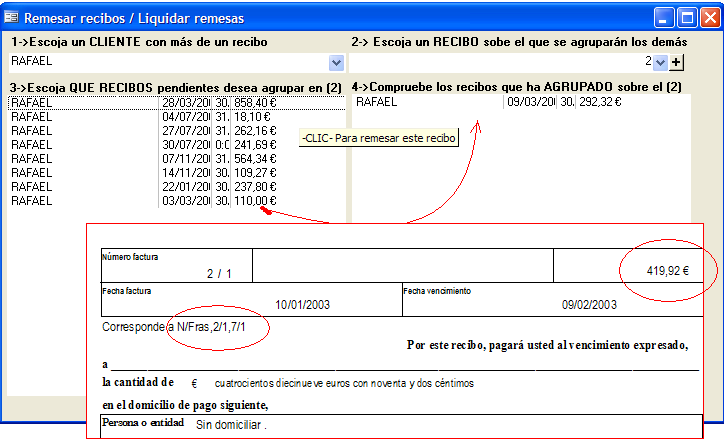 Remesar recibos / Liquidar remesas
1->Escoja un CLIENTE con más de un recibo
2-> Escoja un RECIBO sobe el que se agruparán los demás
RAFAEL
2
+
3->Escoja QUE RECIBOS pendientes desea agrupar en (2)
4->Compruebe los recibos que ha AGRUPADO sobre el (2)
RAFAEL 28/03/20 30. 858,40 €
RAFAEL 04/07/20 31. 18,10 €
RAFAEL 27/07/20 31. 262,16 €
RAFAEL 30/07/20 0:0 241,69 €
RAFAEL 07/11/20 31. 564,34 €
RAFAEL 14/11/20 30. 109,27 €
RAFAEL 22/01/20 30. 237,80 €
RAFAEL 03/03/20 30. 110,00 €
RAFAEL 09/03/20 30. 292,32 €
-CLIC- Para remesar este recibo
Número factura
2 / 1
419,92 €
Fecha factura
10/01/2003
Fecha vencimiento
09/02/2003
Corresponde a N/Fras,2/1,7/1
Por este recibo, pagará usted al vencimiento expresado,
a
la cantidad de € cuatrocientos diecinueve euros con noventa y dos céntimos
en el domicilio de pago siguiente,
Persona o entidad Sin domiciliar .